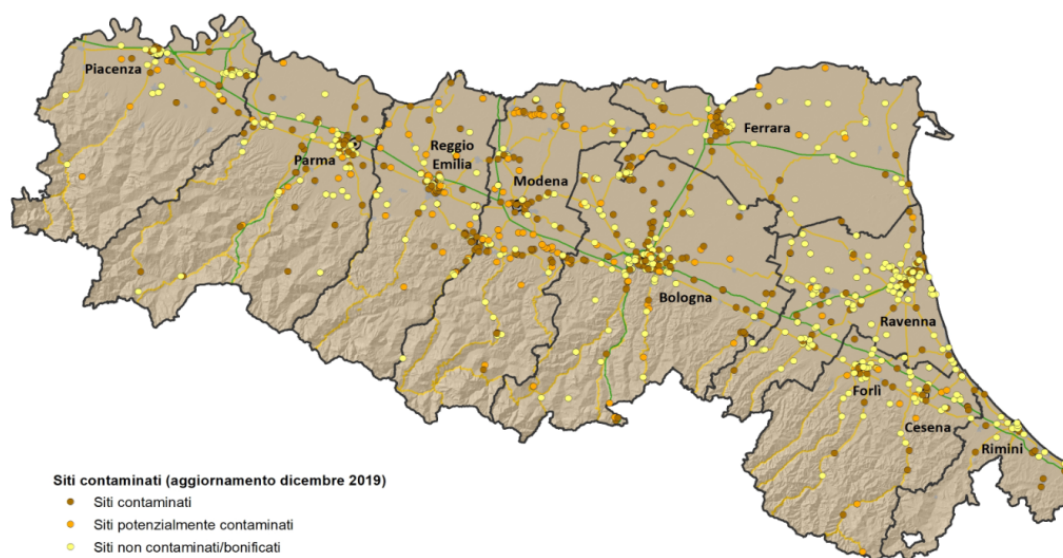 Piacenza
Parma
Reggio
Emilia
Modena
Ferrara
Bologna
Ravenna
Forlì
Cesena
Rimini
Siti contaminati (aggiornamento dicembre 2019)
Siti contaminati
Siti potenzialmente contaminati
Siti non contaminati/bonificati